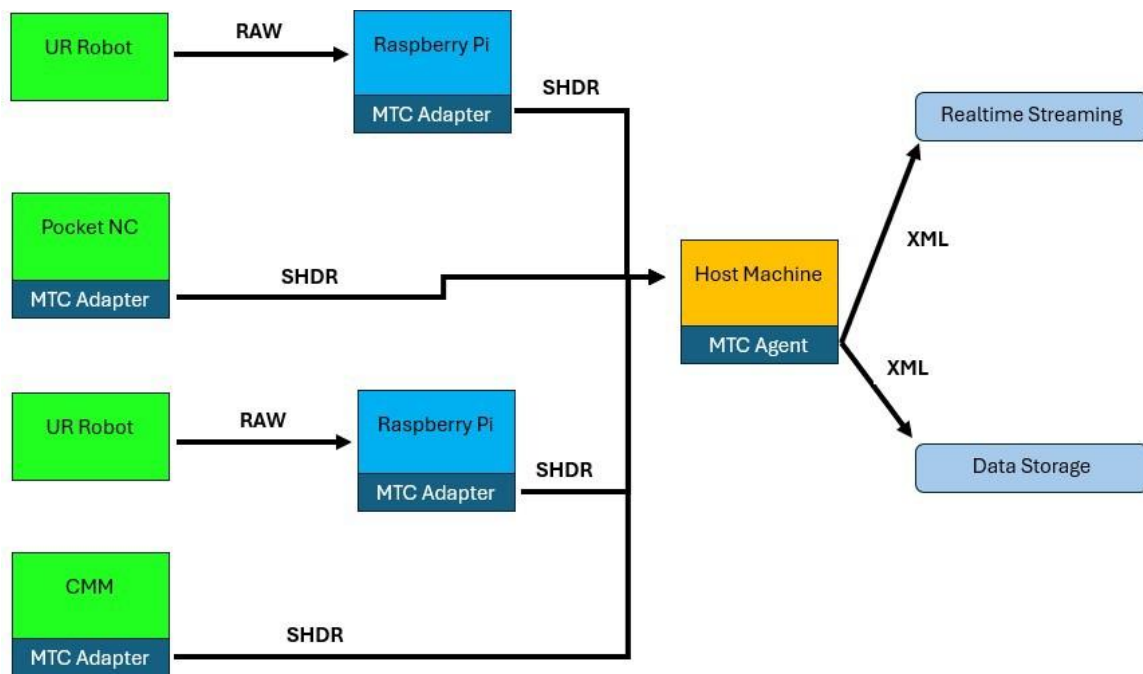 UR Robot
RAW
Raspberry Pi
MTC Adapter
SHDR
Realtime Streaming
Pocket NC
MTC Adapter
SHDR
Host Machine
MTC Agent
XML
XML
UR Robot
RAW
Raspberry Pi
MTC Adapter
SHDR
Data Storage
CMM
MTC Adapter
SHDR